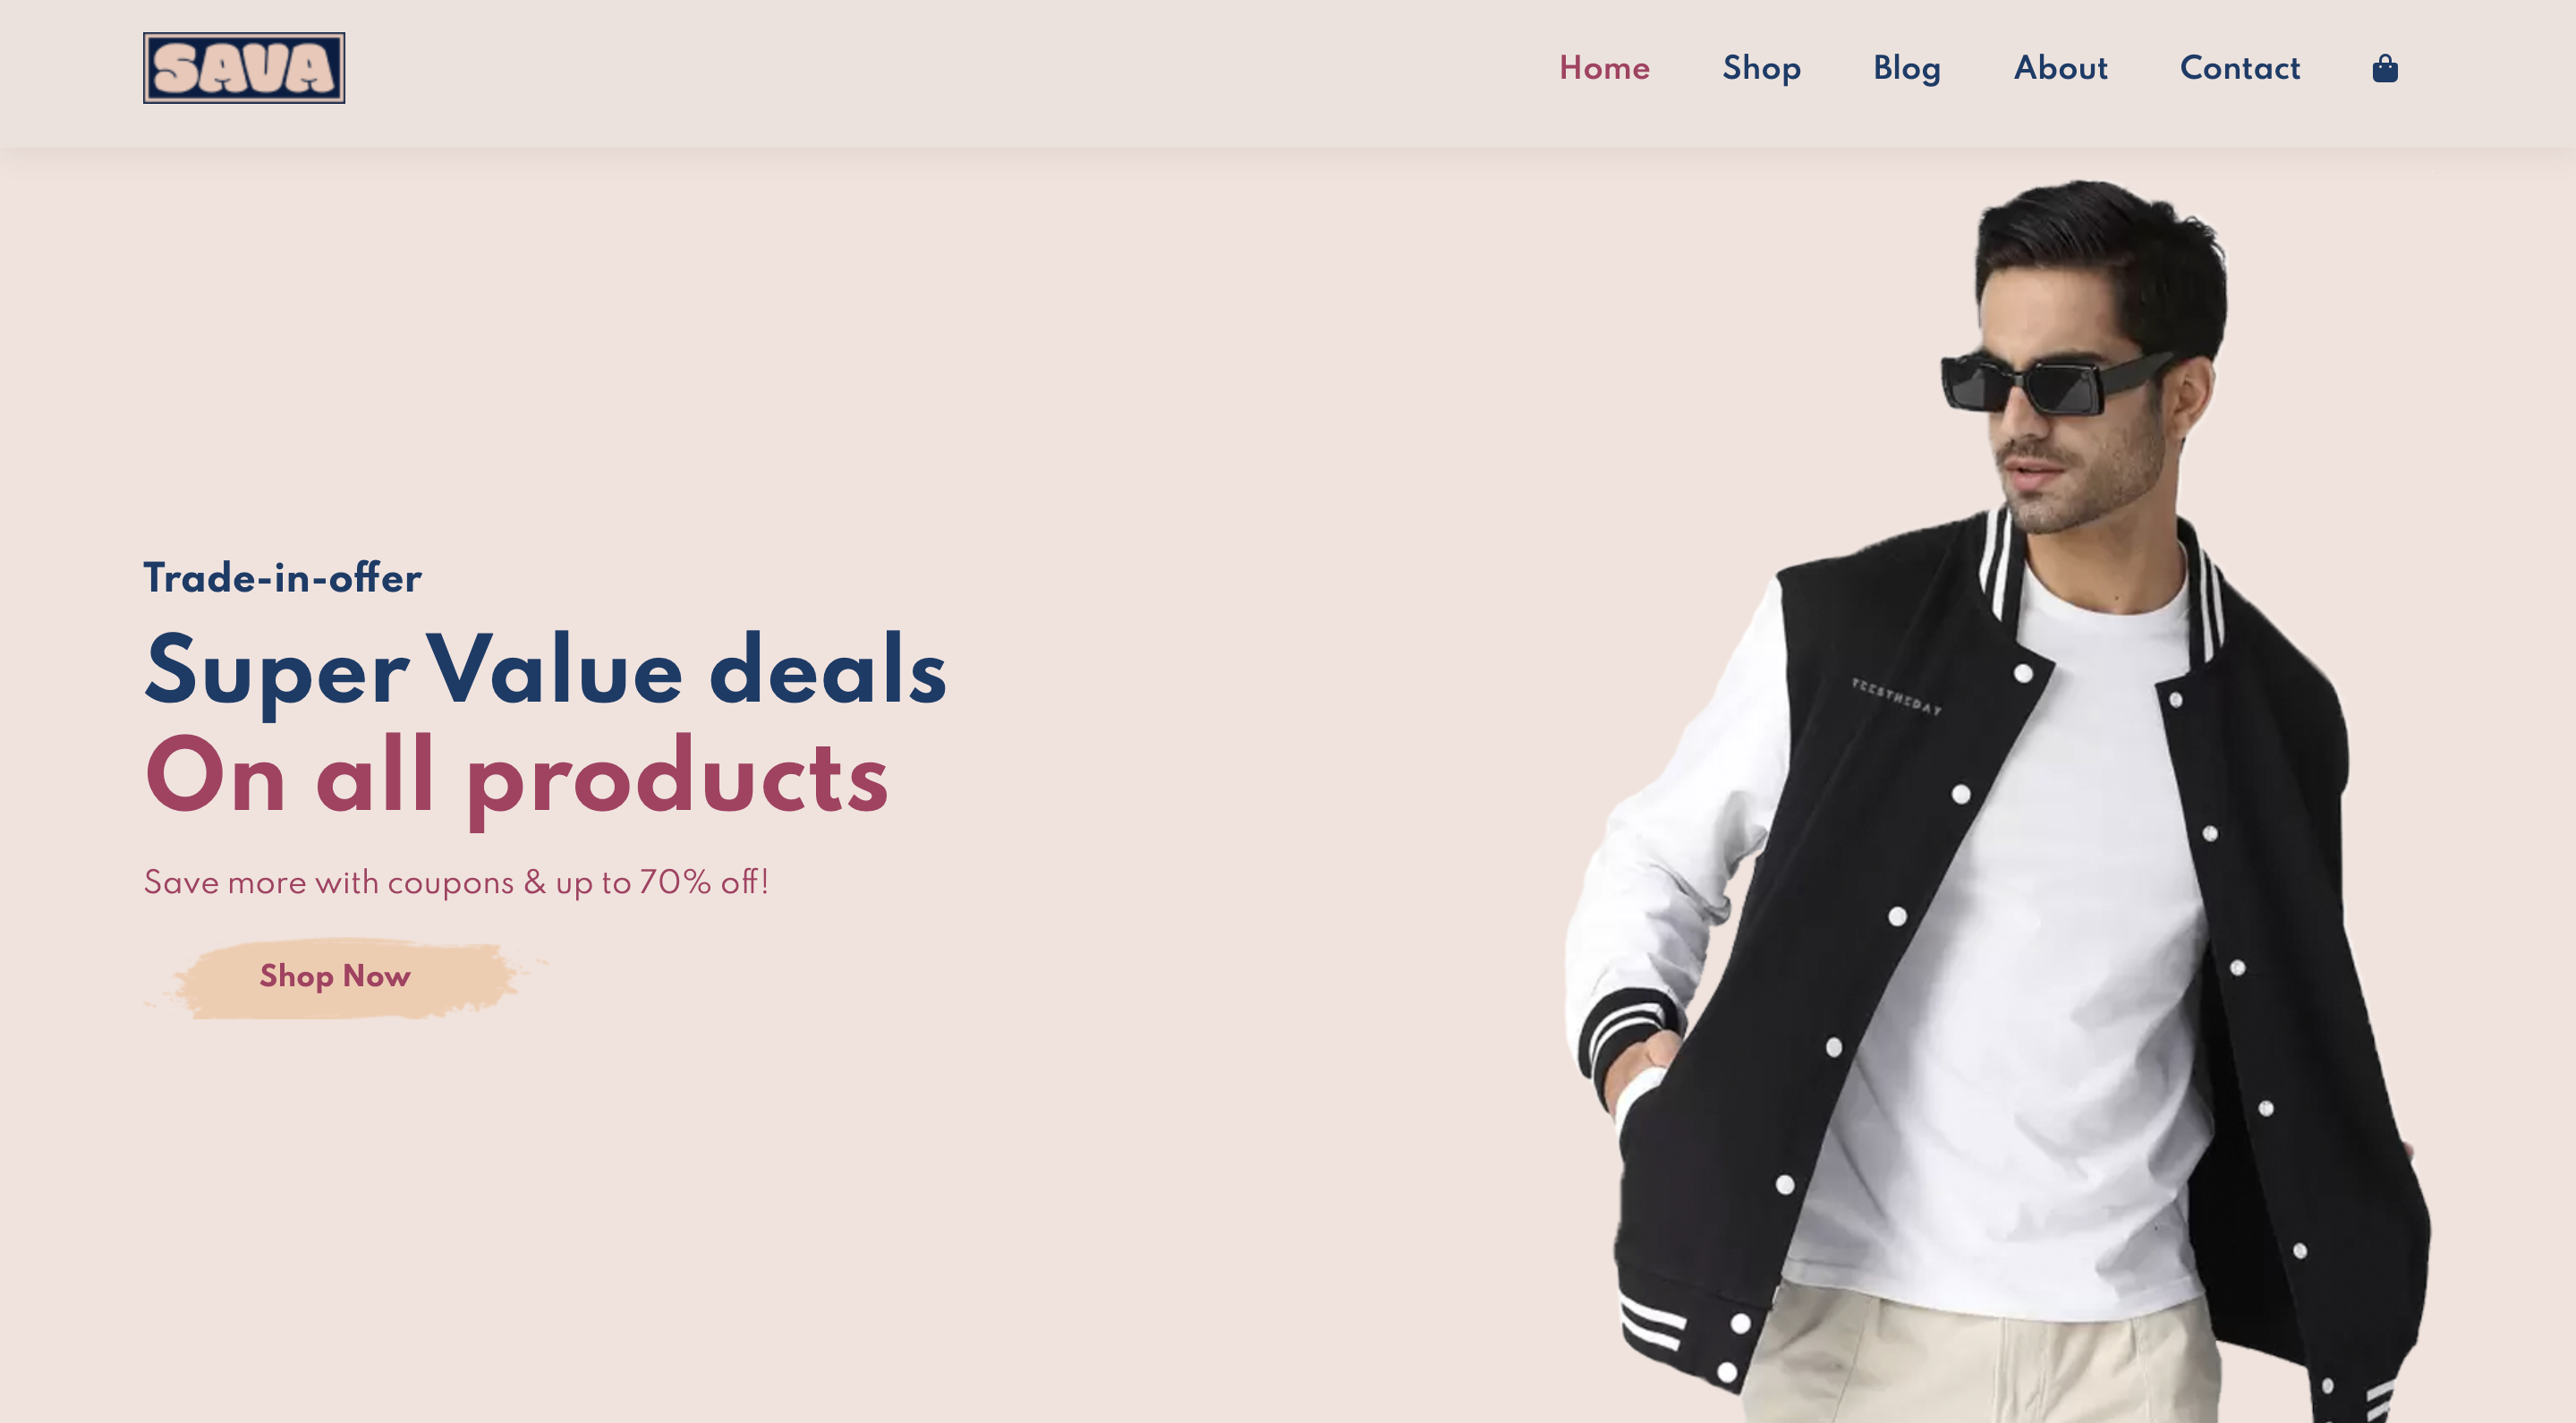 SAVA
Home Shop Blog About Contact
Trade-in-offer
Super Value deals
On all products
Save more with coupons & up to 70% off!
Shop Now
TEESTHEDAY